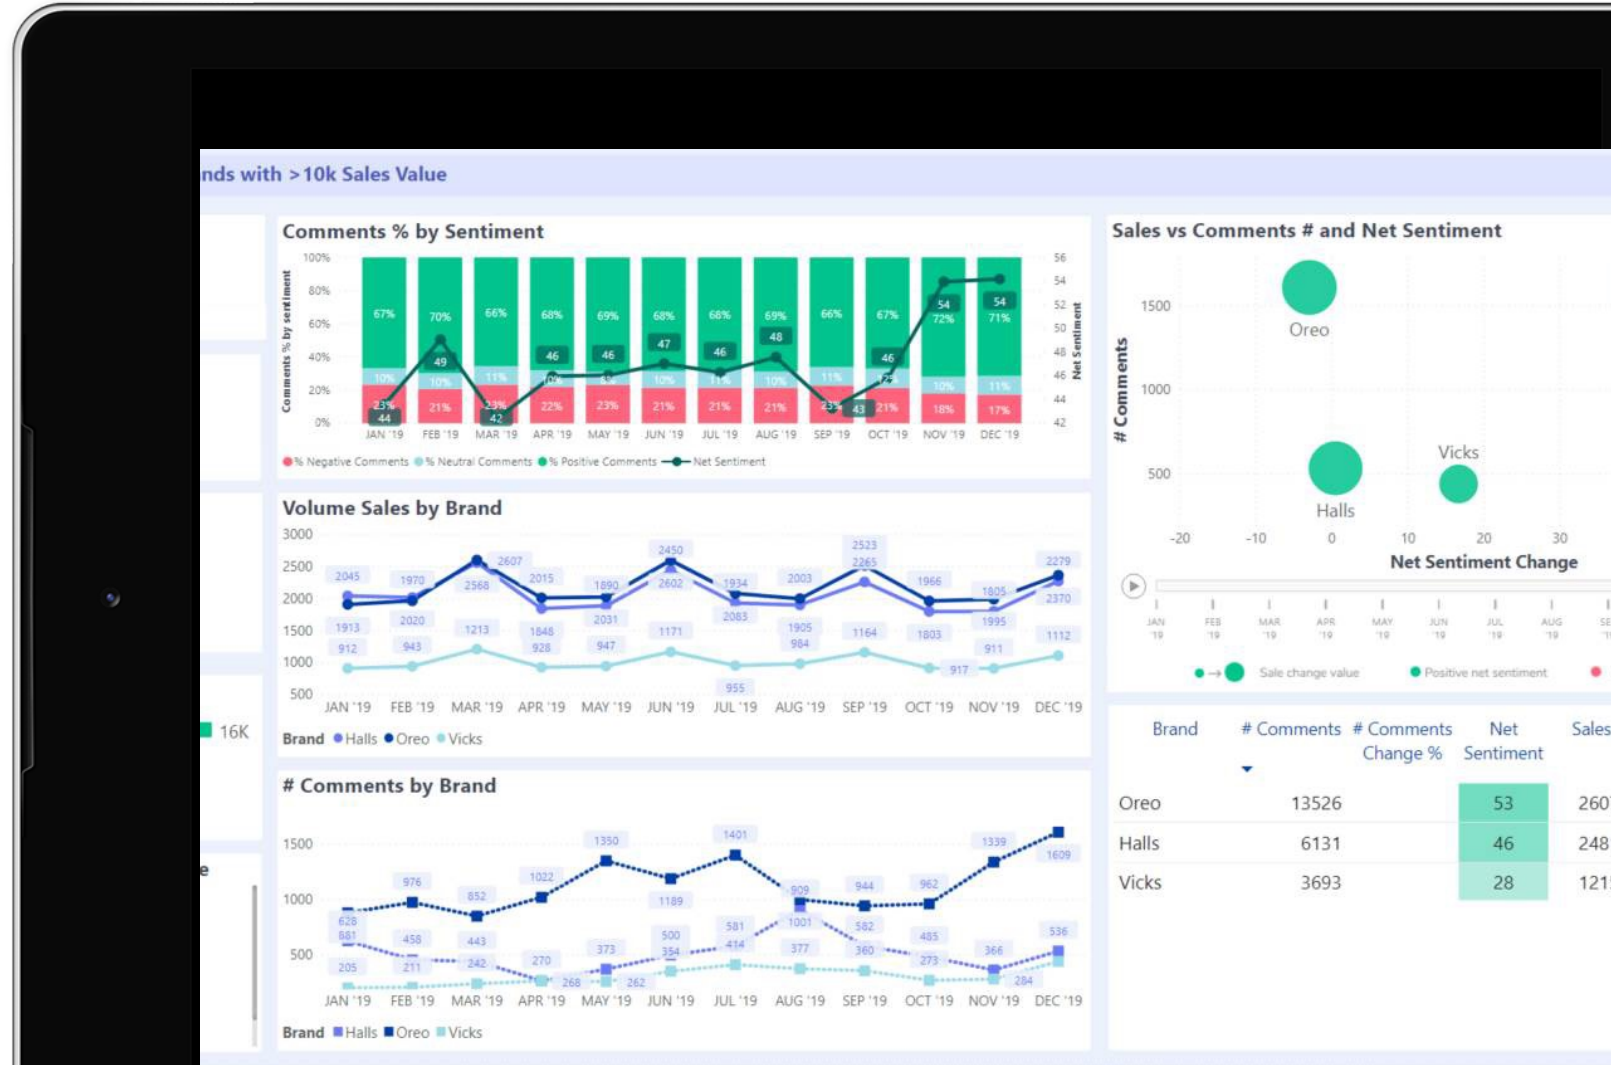 nds with >10k Sales Value
Comments % by Sentiment
100%
80%
60%
40%
20%
0%
Comments % by sentiment
67% 70% 66% 68% 69% 68% 68% 69% 66% 67% 72% 71%
10% 10% 11% 10% 10% 11% 10% 11% 12% 10% 11%
23% 21% 23% 22% 23% 21% 21% 21% 23% 21% 18% 17%
44 49 42 46 46 47 46 48 43 46 54 54
56
54
52
50
48
46
44
42
Net Sentiment
JAN '19 FEB '19 MAR '19 APR '19 MAY '19 JUN '19 JUL '19 AUG '19 SEP '19 OCT '19 NOV '19 DEC '19
% Negative Comments % Neutral Comments % Positive Comments Net Sentiment
Volume Sales by Brand
3000
2500
2000
1500
1000
500
2045 1970 2607 2015 1890 2450 1934 2003 2523 1966 1805 2279
1913 2020 2568 1848 2031 2602 2083 1905 2265 1803 1995 2370
912 943 1213 928 947 1171 955 984 1164 917 911 1112
JAN '19 FEB '19 MAR '19 APR '19 MAY '19 JUN '19 JUL '19 AUG '19 SEP '19 OCT '19 NOV '19 DEC '19
Brand Halls Oreo Vicks
# Comments by Brand
1500
1000
500
628 976 852 1022 1350 1189 1401 909 944 962 1339 1609
881 458 443 270 373 500 581 1001 582 485 366 536
205 211 242 268 262 354 414 377 360 273 284
JAN '19 FEB '19 MAR '19 APR '19 MAY '19 JUN '19 JUL '19 AUG '19 SEP '19 OCT '19 NOV '19 DEC '19
Brand Halls Oreo Vicks
16K
e
Sales vs Comments # and Net Sentiment
# Comments
1500
1000
500
Oreo
Vicks
Halls
-20 -10 0 10 20 30
Net Sentiment Change
JAN '19 FEB '19 MAR '19 APR '19 MAY '19 JUN '19 JUL '19 AUG '19 SE '19
Sale change value Positive net sentiment
Brand # Comments # Comments Change % Net Sentiment Sales
Oreo 13526 53 260
Halls 6131 46 248
Vicks 3693 28 121